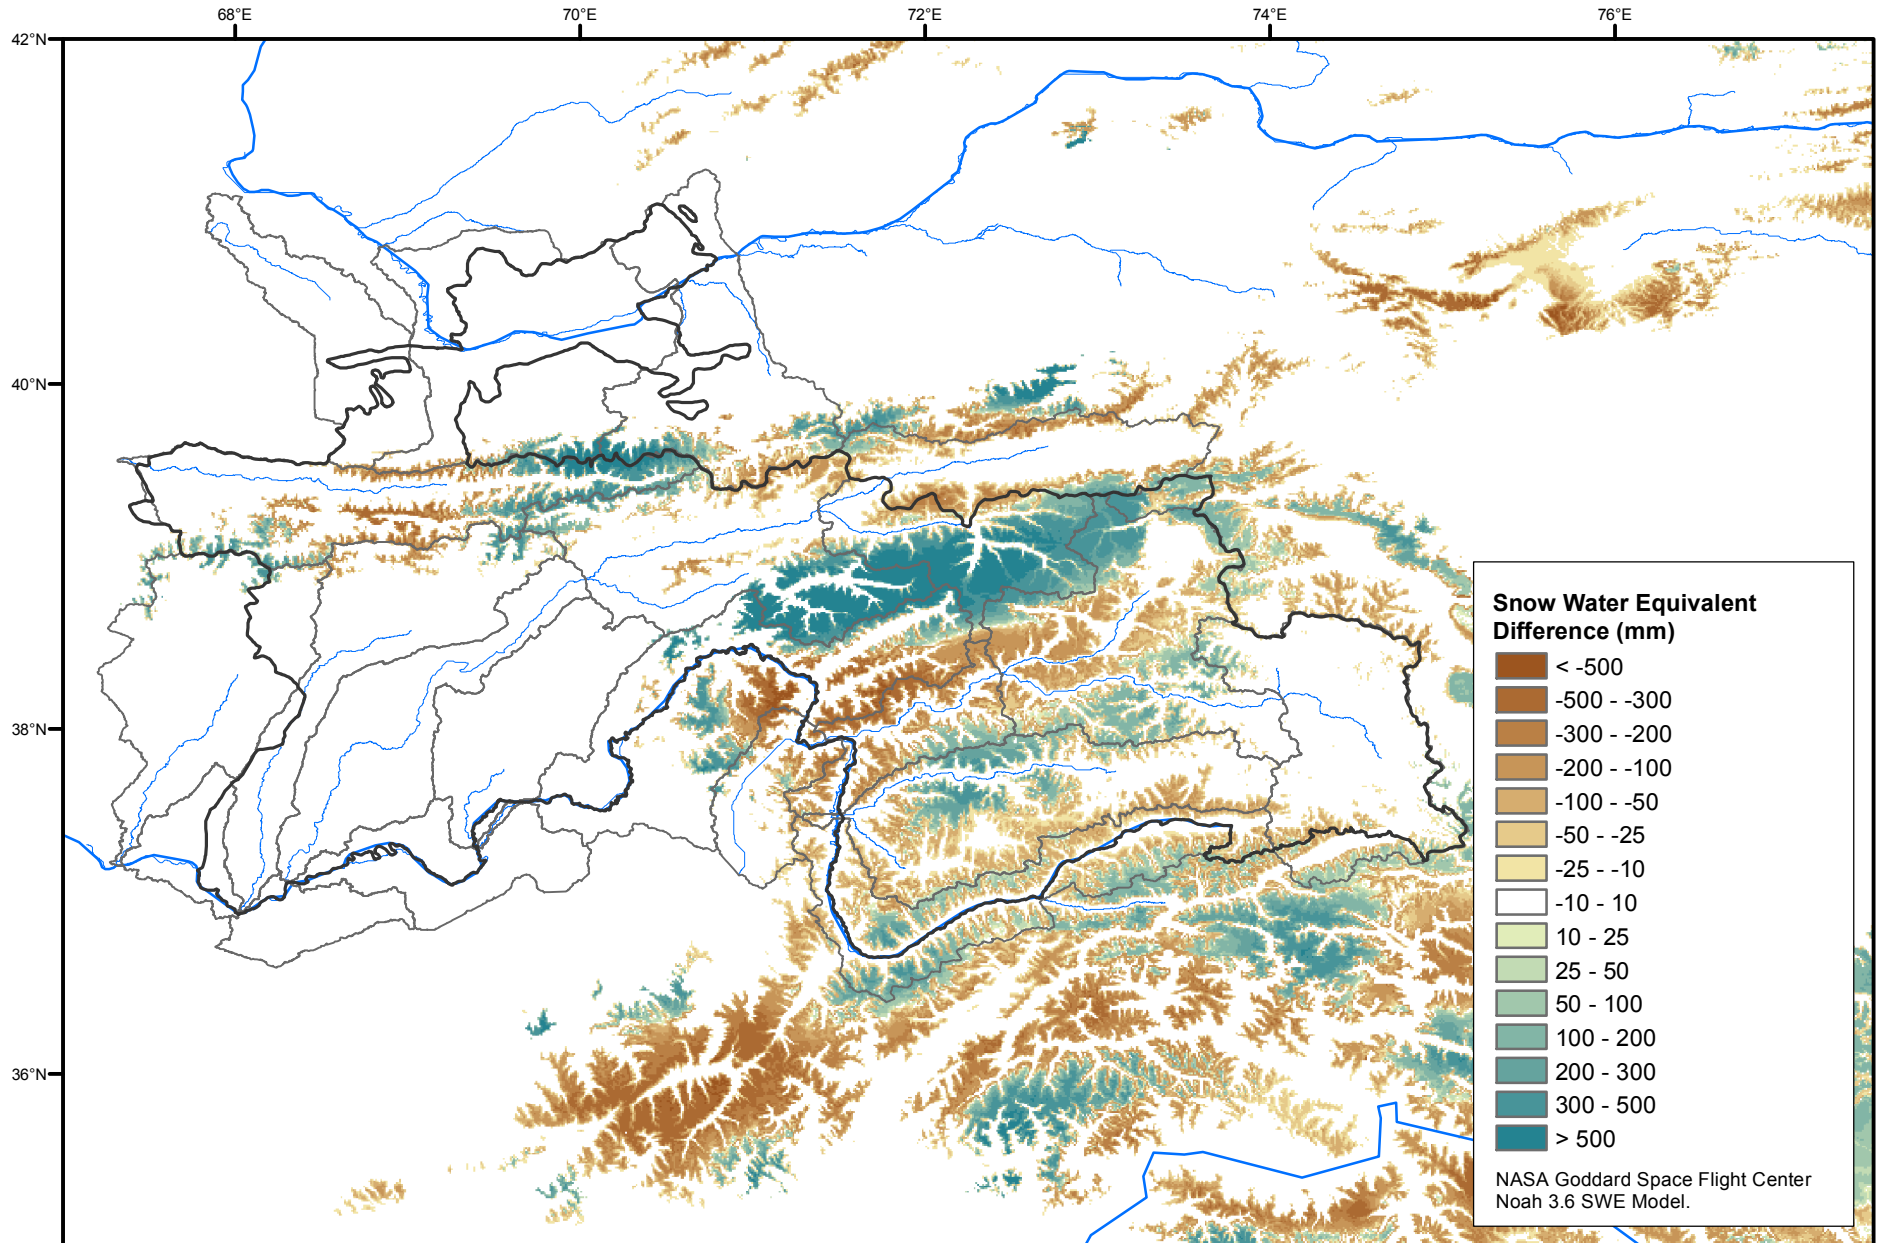 68°E 70°E 72°E 74°E 76°E
42°N
40°N
38°N
36°N
Snow Water Equivalent
Difference (mm)
< -500
-500 - -300
-300 - -200
-200 - -100
-100 - -50
-50 - -25
-25 - -10
-10 - 10
10 - 25
25 - 50
50 - 100
100 - 200
200 - 300
300 - 500
> 500
NASA Goddard Space Flight Center
Noah 3.6 SWE Model.